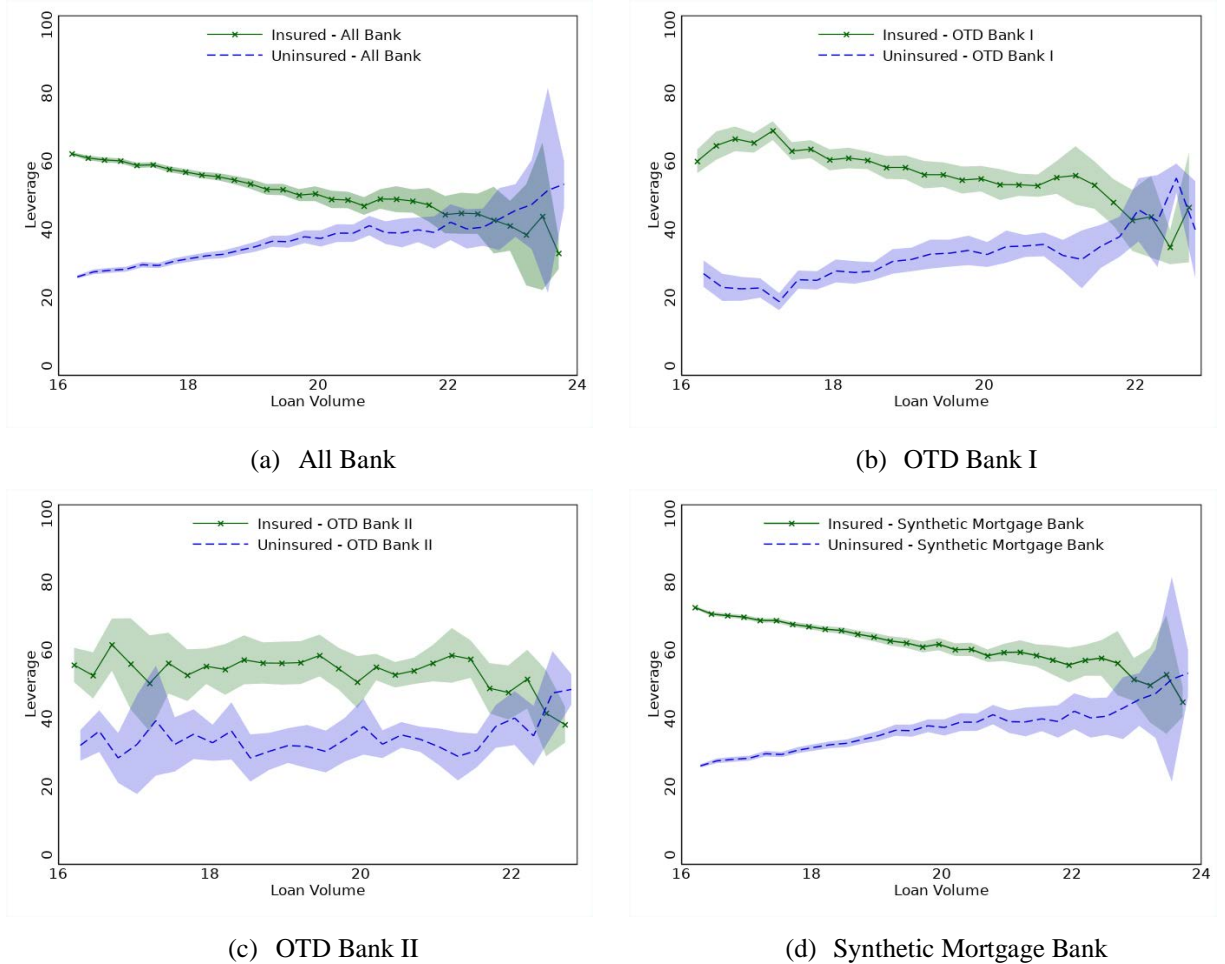 100
80
60
40
20
0
Leverage
Insured - All Bank
Uninsured - All Bank
16 18 20 22 24
Loan Volume
(a) All Bank
100
80
60
40
20
0
Leverage
Insured - OTD Bank I
Uninsured - OTD Bank I
16 18 20 22
Loan Volume
(b) OTD Bank I
100
80
60
40
20
0
Leverage
Insured - OTD Bank II
Uninsured - OTD Bank II
16 18 20 22
Loan Volume
(c) OTD Bank II
100
80
60
40
20
0
Leverage
Insured - Synthetic Mortgage Bank
Uninsured - Synthetic Mortgage Bank
16 18 20 22 24
Loan Volume
(d) Synthetic Mortgage Bank